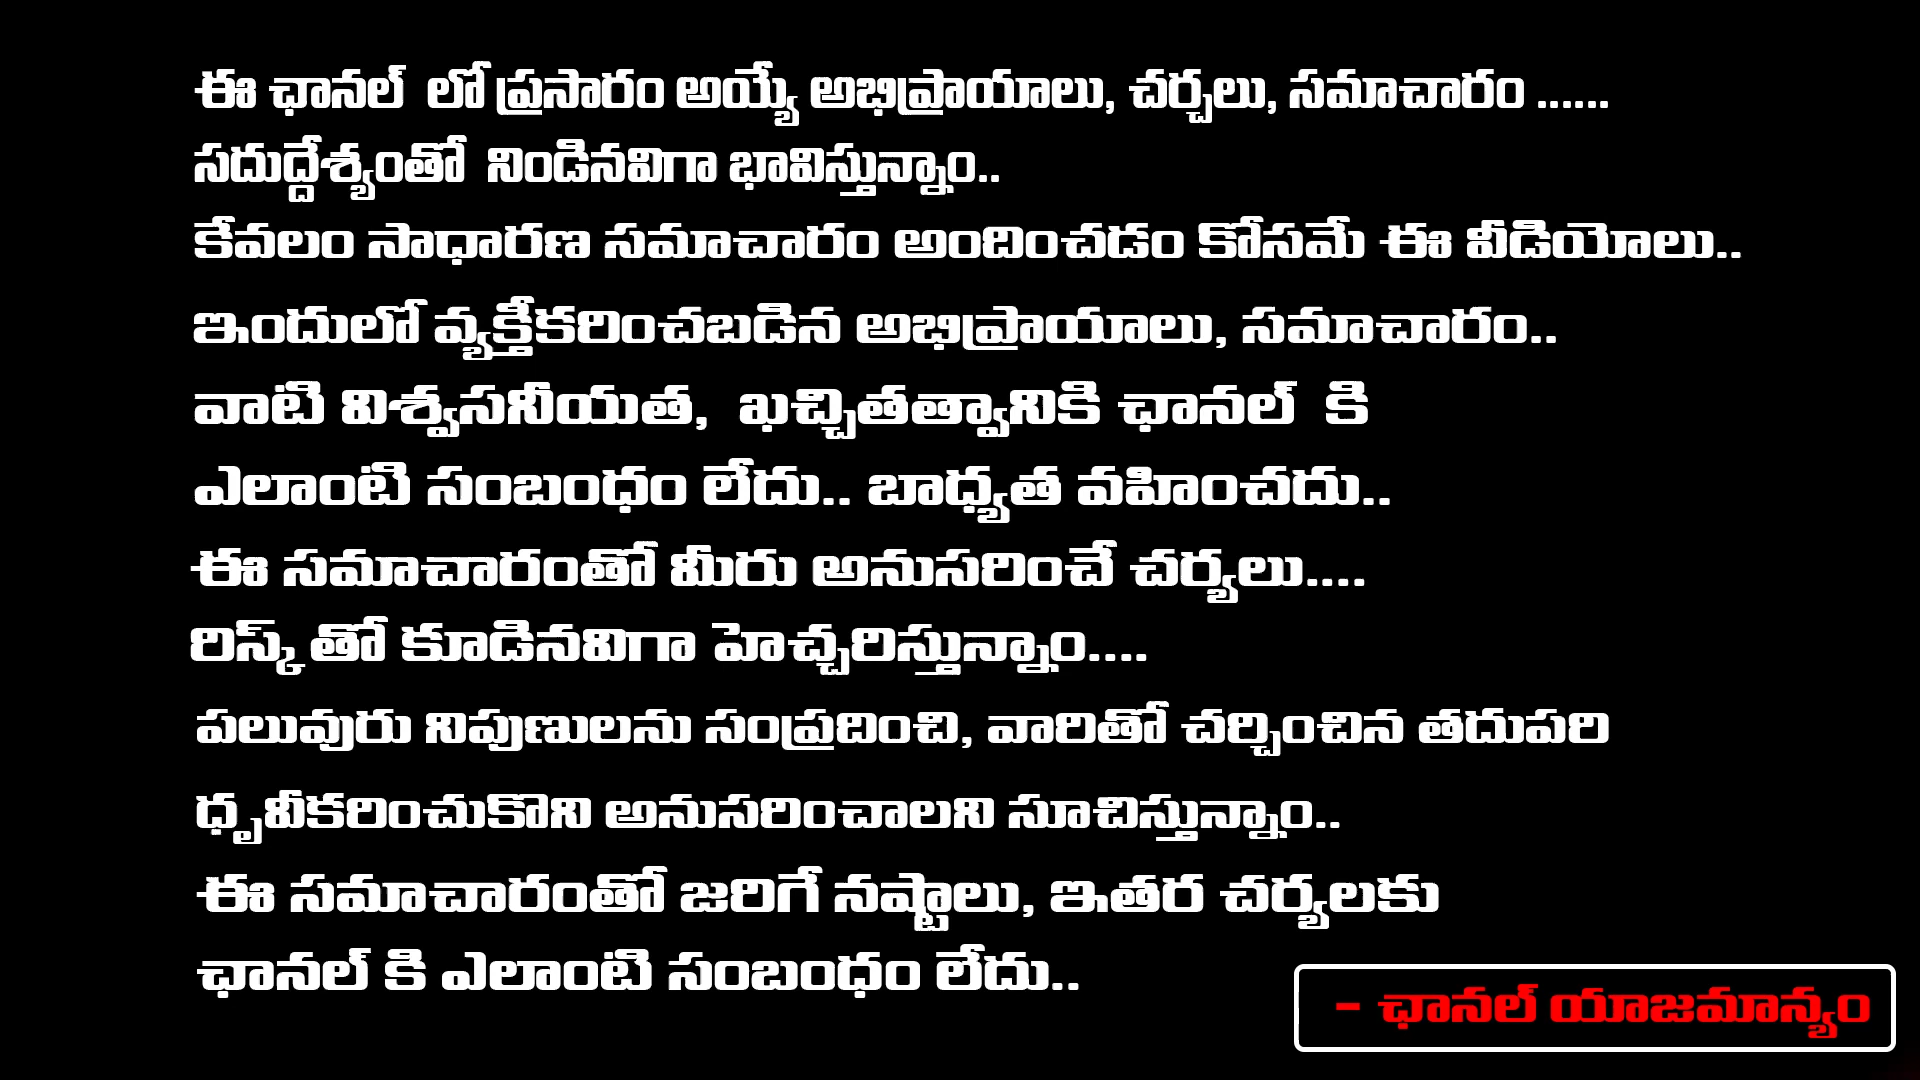 ఈ ఛానల్ లో ప్రసారం అయ్యే అభిప్రాయాలు, చర్చలు, సమాచారం ......
సదుద్దేశ్యంతో నిండినవిగా భావిస్తున్నాం..
కేవలం సాధారణ సమాచారం అందించడం కోసమే ఈ వీడియోలు..
ఇందులో వ్యక్తీకరించబడిన అభిప్రాయాలు, సమాచారం..
వాటి విశ్వసనీయత, ఖచ్చితత్వానికి ఛానల్ కి
ఎలాంటి సంబంధం లేదు.. బాధ్యత వహించదు..
ఈ సమాచారంతో మీరు అనుసరించే చర్యలు....
రిస్క్ తో కూడినవిగా హెచ్చరిస్తున్నాం....
పలువురు నిపుణులను సంప్రదించి, వారితో చర్చించిన తదుపరి
ధృవీకరించుకొని అనుసరించాలని సూచిస్తున్నాం..
ఈ సమాచారంతో జరిగే నష్టాలు, ఇతర చర్యలకు
ఛానల్ కి ఎలాంటి సంబంధం లేదు..
- ఛానల్ యాజమాన్యం